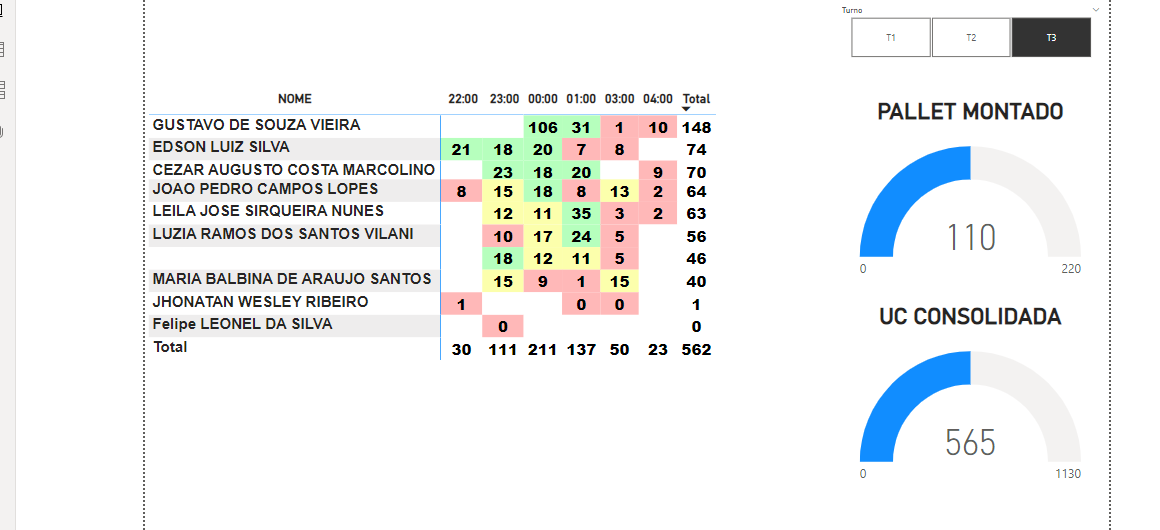 Turno
T1 T2 T3
NOME 22:00 23:00 00:00 01:00 03:00 04:00 Total
GUSTAVO DE SOUZA VIEIRA 106 31 1 10 148
EDSON LUIZ SILVA 21 18 20 7 8 74
CEZAR AUGUSTO COSTA MARCOLINO 23 18 20 9 70
JOAO PEDRO CAMPOS LOPES 8 15 18 8 13 2 64
LEILA JOSE SIRQUEIRA NUNES 12 11 35 3 2 63
LUZIA RAMOS DOS SANTOS VILANI 10 17 24 5 56
18 12 11 5 46
MARIA BALBINA DE ARAUJO SANTOS 15 9 1 15 40
JHONATAN WESLEY RIBEIRO 1 0 0 1
Felipe LEONEL DA SILVA 0 0
Total 30 111 211 137 50 23 562
PALLET MONTADO
110
0 220
UC CONSOLIDADA
565
0 1130